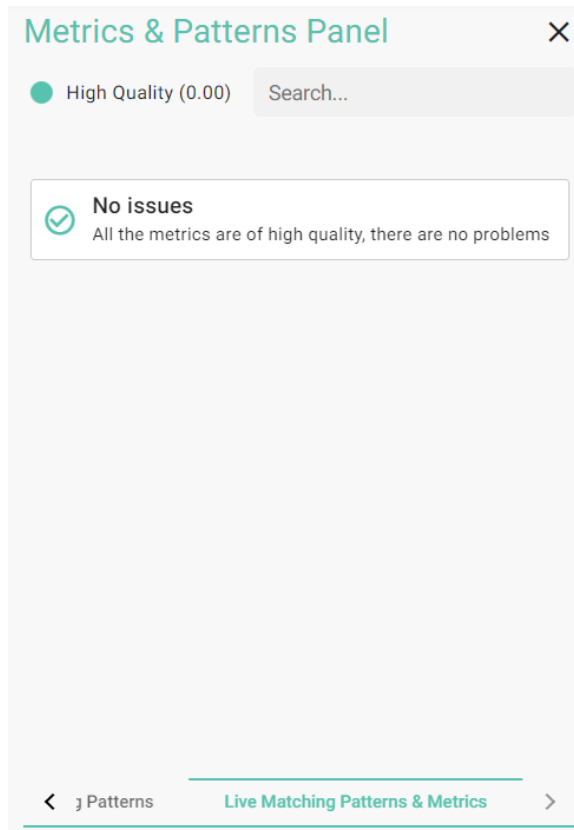 Metrics & Patterns Panel
High Quality (0.00)
Search...
No issues
All the metrics are of high quality, there are no problems
Patterns
Live Matching Patterns & Metrics